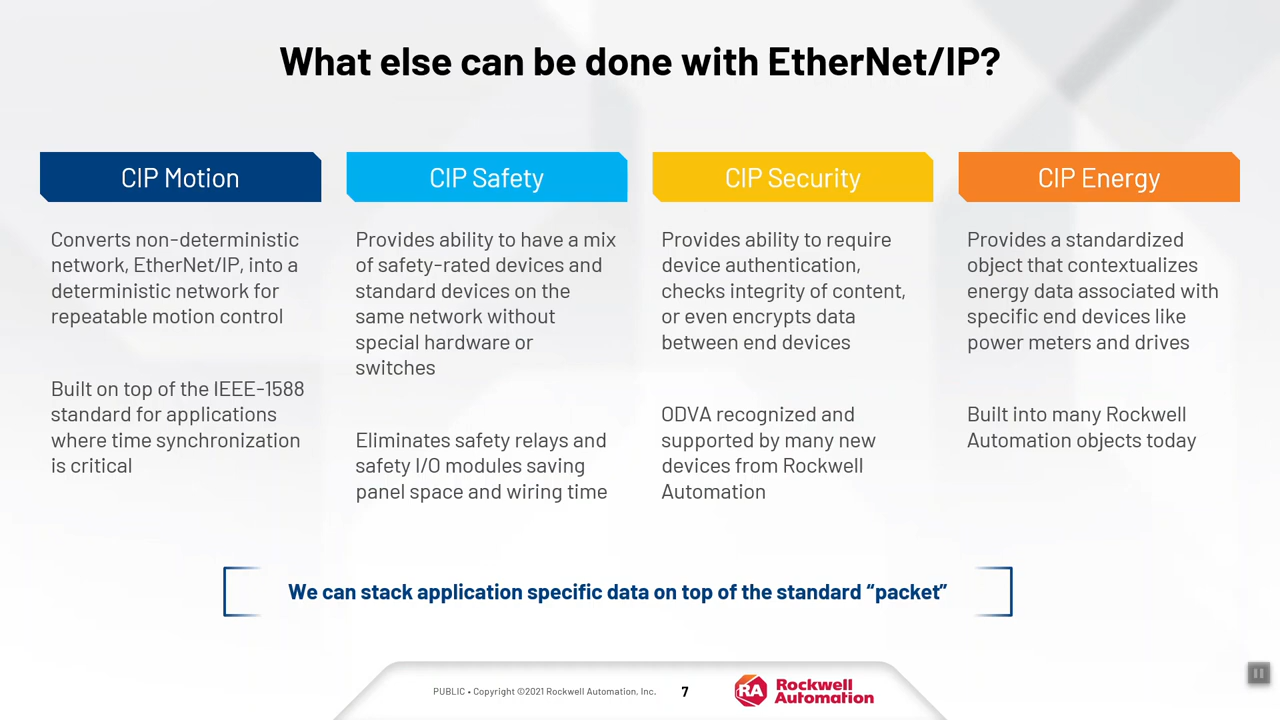 What else can be done with EtherNet/IP?
CIP Motion
Converts non-deterministic
network, EtherNet/IP, into a
deterministic network for
repeatable motion control
Built on top of the IEEE-1588
standard for applications
where time synchronization
is critical
CIP Safety
Provides ability to have a mix
of safety-rated devices and
standard devices on the
same network without
special hardware or
switches
Eliminates safety relays and
safety I/O modules saving
panel space and wiring time
CIP Security
Provides ability to require
device authentication,
checks integrity of content,
or even encrypts data
between end devices
ODVA recognized and
supported by many new
devices from Rockwell
Automation
CIP Energy
Provides a standardized
object that contextualizes
energy data associated with
specific end devices like
power meters and drives
Built into many Rockwell
Automation objects today
We can stack application specific data on top of the standard “packet”
PUBLIC • Copyright ©2021 Rockwell Automation, Inc.
7
RA
Rockwell
Automation